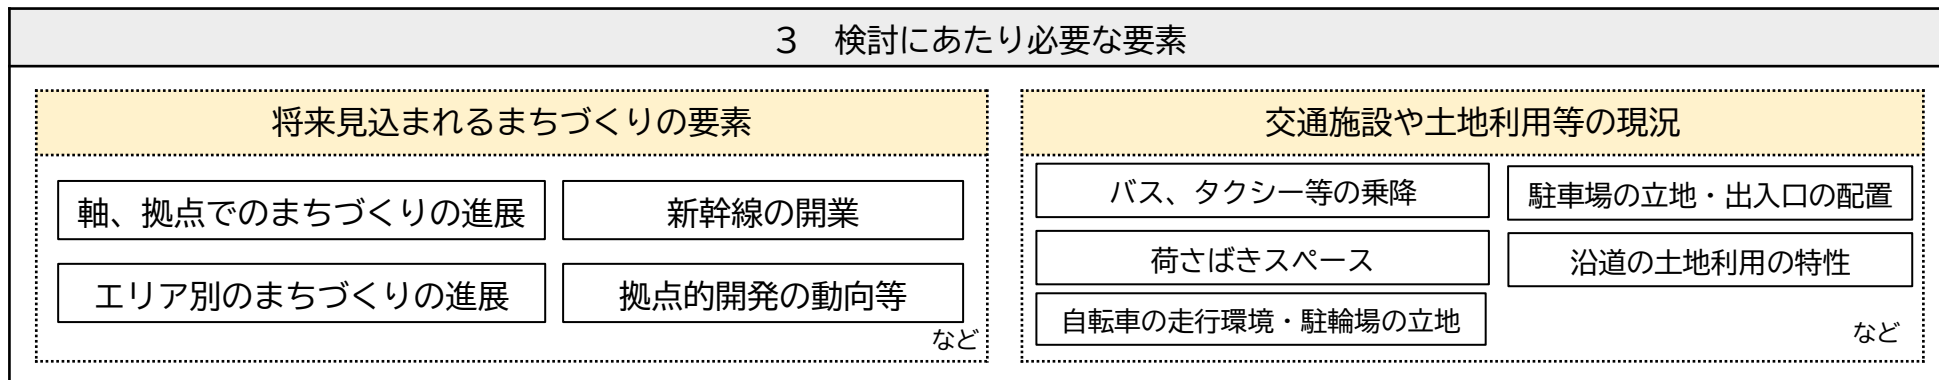 ３　検討にあたり必要な要素
将来見込まれるまちづくりの要素
軸、拠点でのまちづくりの進展
新幹線の開業
エリア別のまちづくりの進展
拠点的開発の動向等
など
交通施設や土地利用等の現況
バス、タクシー等の乗降
駐車場の立地・出入口の配置
荷さばきスペース
沿道の土地利用の特性
自転車の走行環境・駐輪場の立地
など